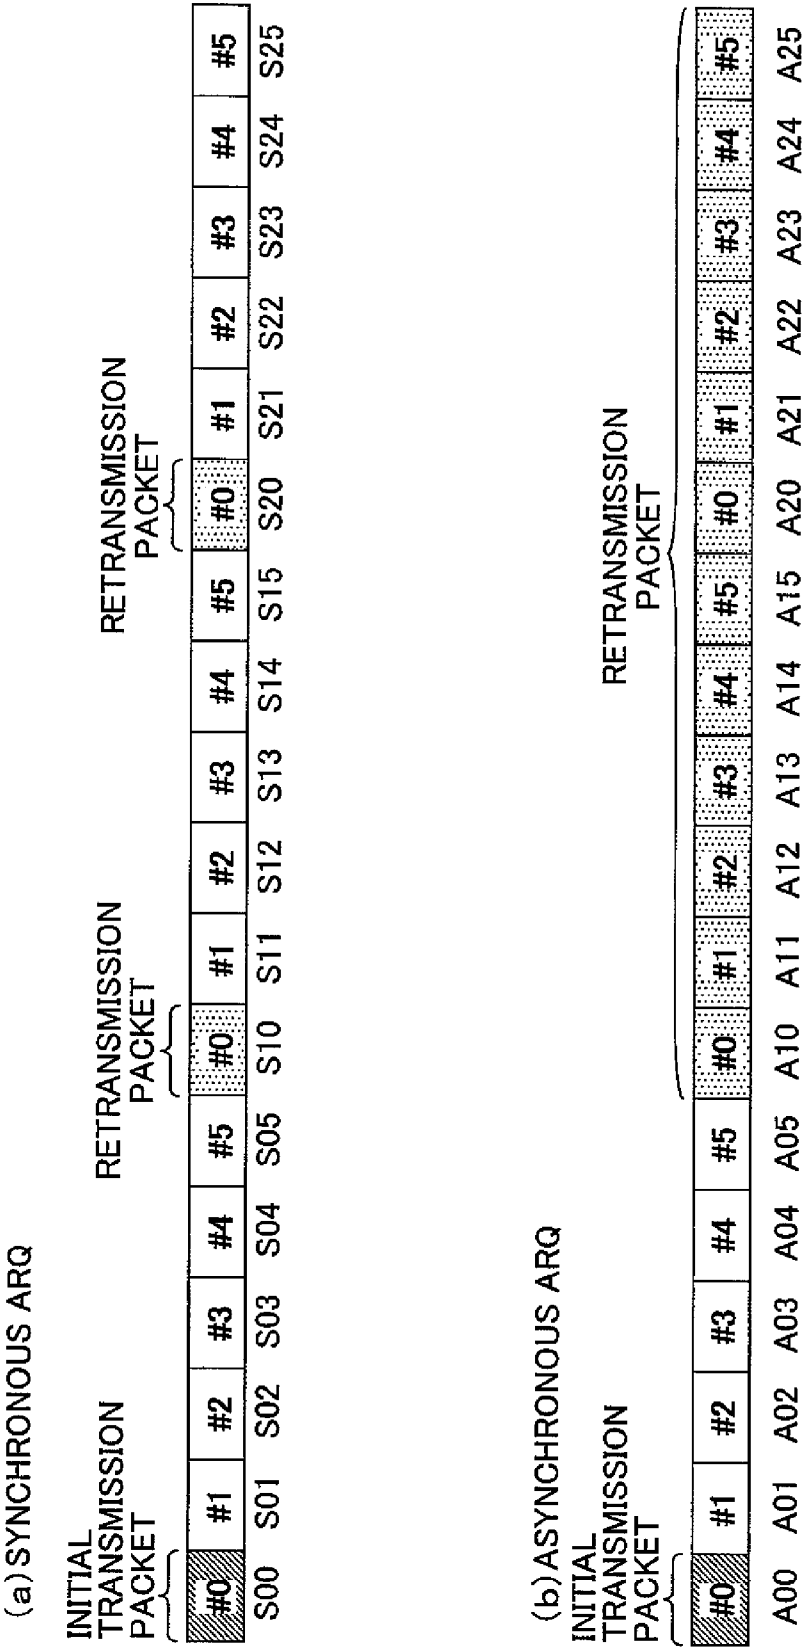 (a)SYNCHRONOUS ARQ
INITIAL
TRANSMISSION
PACKET
RETRANSMISSION
PACKET
RETRANSMISSION
PACKET
#0 #1 #2 #3 #4 #5 #0 #1 #2 #3 #4 #5 #0 #1 #2 #3 #4 #5
S00 S01 S02 S03 S04 S05 S10 S11 S12 S13 S14 S15 S20 S21 S22 S23 S24 S25
(b)ASYNCHRONOUS ARQ
INITIAL
TRANSMISSION
PACKET
RETRANSMISSION
PACKET
#0 #1 #2 #3 #4 #5 #0 #1 #2 #3 #4 #5 #0 #1 #2 #3 #4 #5
A00 A01 A02 A03 A04 A05 A10 A11 A12 A13 A14 A15 A20 A21 A22 A23 A24 A25